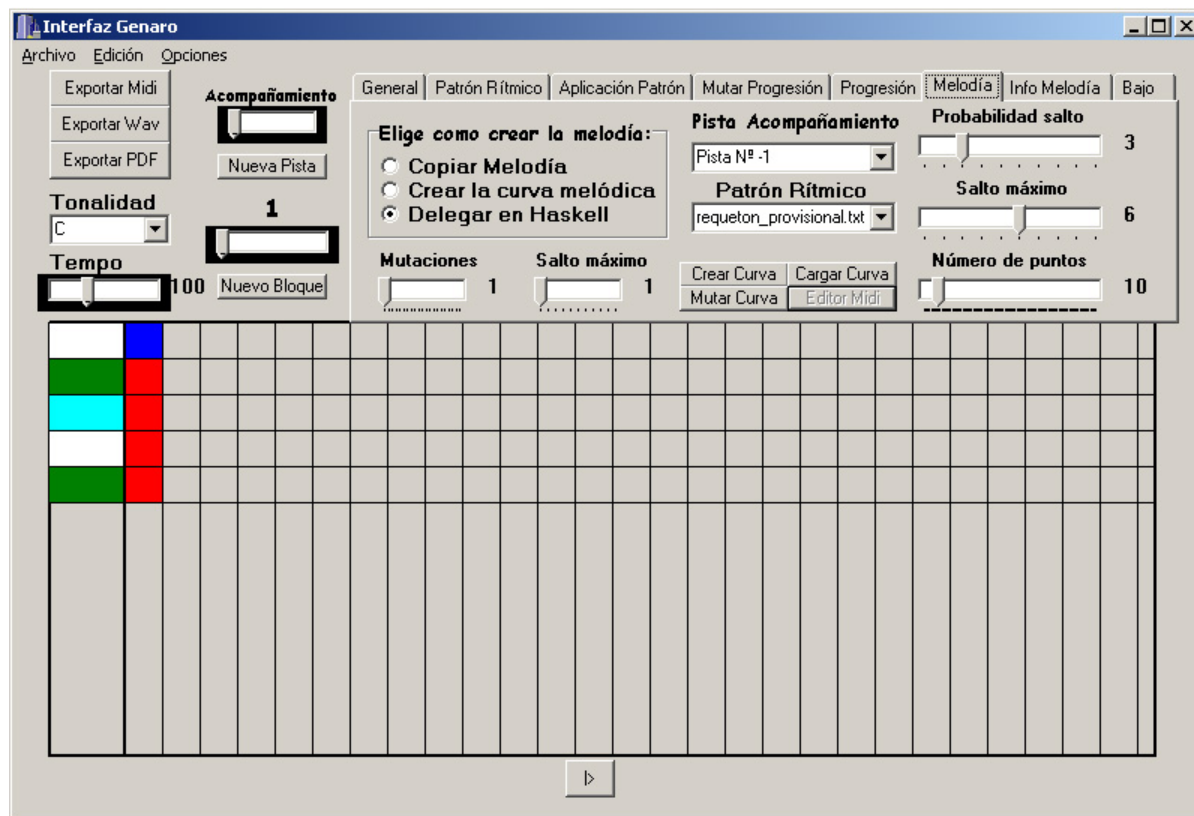 Interfaz Genaro
Archivo Edición Opciones
Exportar Midi
Exportar Wav
Exportar PDF
Tonalidad
C
Tempo
100
Acompañamiento
Nueva Pista
1
Nuevo Bloque
General Patrón Rítmico Aplicación Patrón Mutar Progresión Progresión Melodía Info Melodía Bajo
Elige como crear la melodía:
Copiar Melodía
Crear la curva melódica
Delegar en Haskell
Mutaciones
1
Salto máximo
1
Pista Acompañamiento
Pista Nº -1
Patrón Rítmico
requeton_provisional.txt
Crear Curva Cargar Curva
Mutar Curva Editor Midi
Probabilidad salto
3
Salto máximo
6
Número de puntos
10
|>